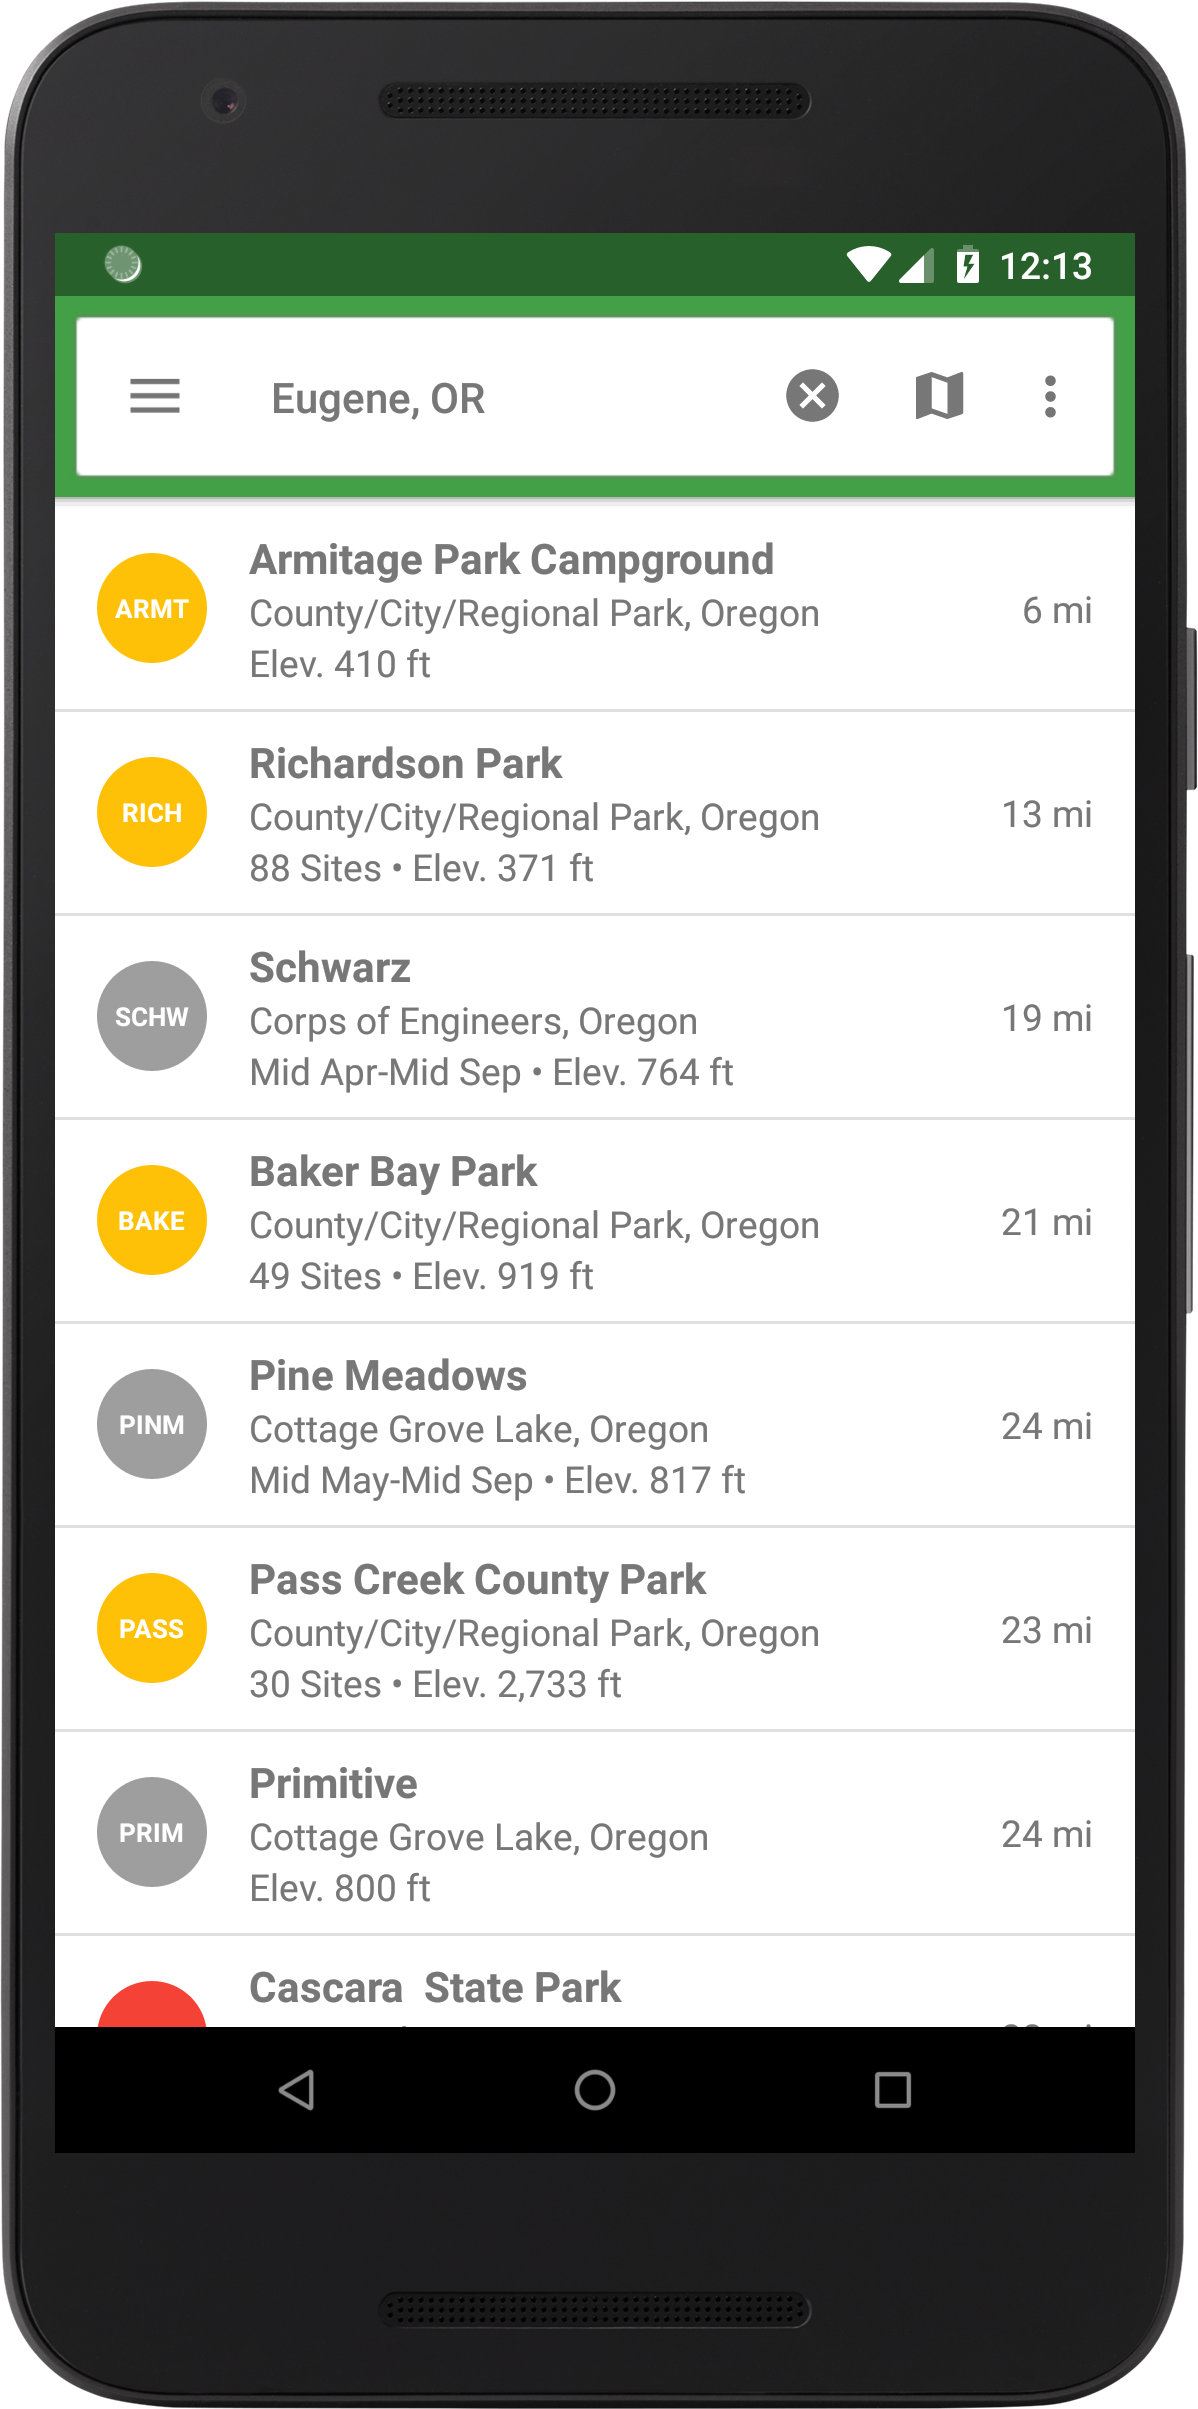 12:13
Eugene, OR
Armitage Park Campground
ARMT
County/City/Regional Park, Oregon
6 mi
Elev. 410 ft
Richardson Park
RICH
County/City/Regional Park, Oregon
13 mi
88 Sites • Elev. 371 ft
Schwarz
SCHW
Corps of Engineers, Oregon
19 mi
Mid Apr-Mid Sep • Elev. 764 ft
Baker Bay Park
BAKE
County/City/Regional Park, Oregon
21 mi
49 Sites • Elev. 919 ft
Pine Meadows
PINM
Cottage Grove Lake, Oregon
24 mi
Mid May-Mid Sep • Elev. 817 ft
Pass Creek County Park
PASS
County/City/Regional Park, Oregon
23 mi
30 Sites • Elev. 2,733 ft
Primitive
PRIM
Cottage Grove Lake, Oregon
24 mi
Elev. 800 ft
Cascara  State Park